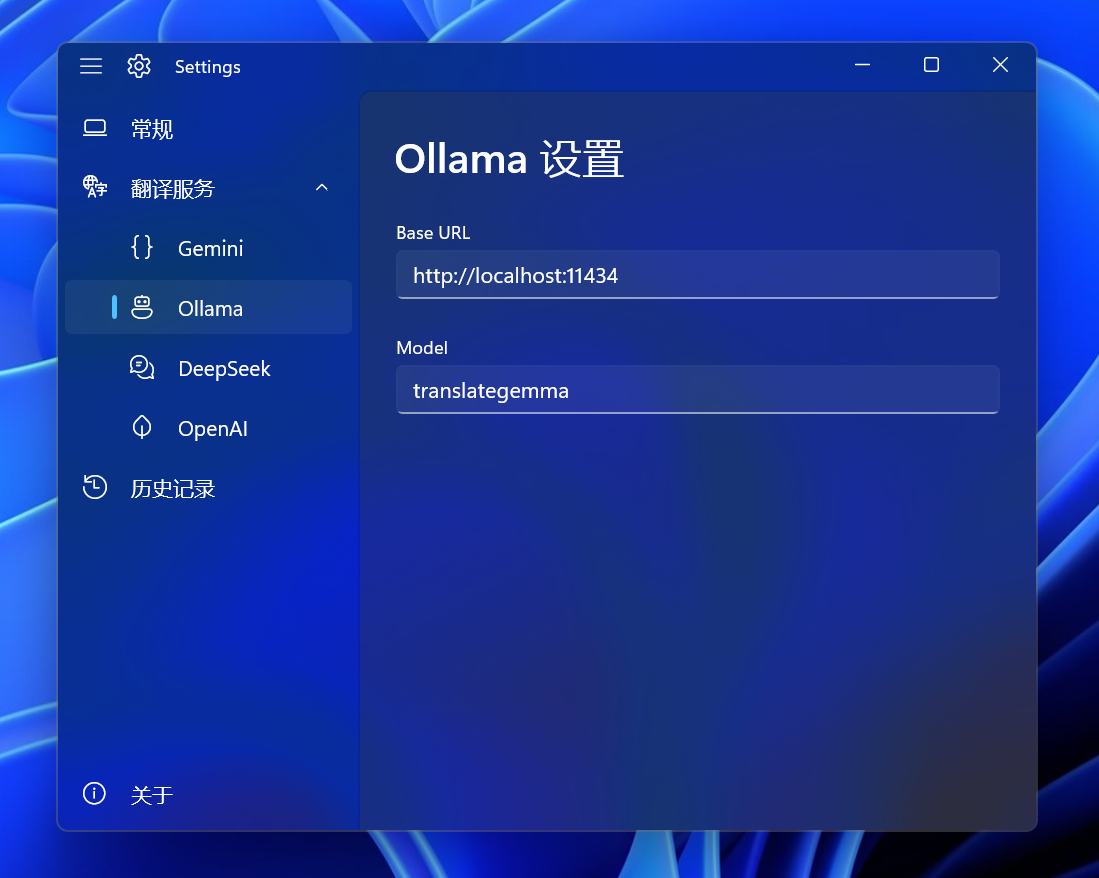 Settings
常规
翻译服务
Gemini
Ollama
DeepSeek
OpenAI
历史记录
关于
Ollama 设置
Base URL
http://localhost:11434
Model
translategemma